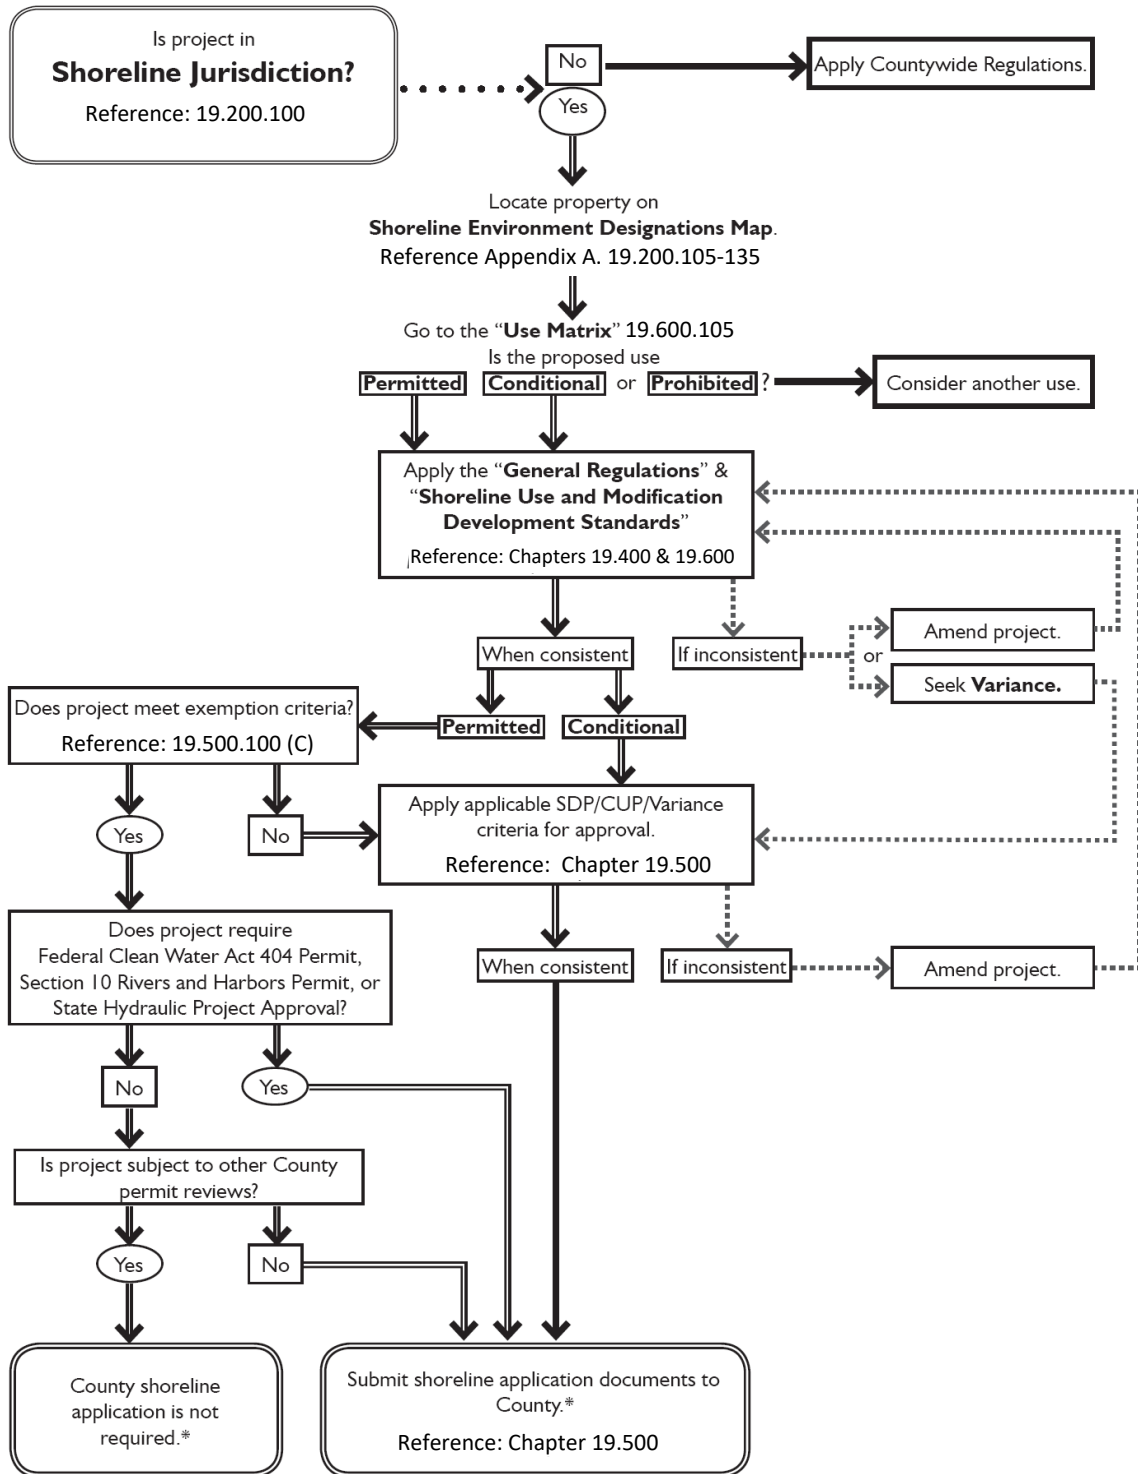 Is project in
Shoreline Jurisdiction?
Reference: 19.200.100
No
Apply Countywide Regulations.
Yes
Locate property on
Shoreline Environment Designations Map.
Reference Appendix A. 19.200.105-135
Go to the “Use Matrix” 19.600.105
Is the proposed use
Permitted Conditional or Prohibited ?
Consider another use.
Apply the “General Regulations” &
“Shoreline Use and Modification
Development Standards”
Reference: Chapters 19.400 & 19.600
When consistent
If inconsistent
Amend project.
or
Seek Variance.
Does project meet exemption criteria?
Reference: 19.500.100 (C)
Permitted
Conditional
Yes
No
Apply applicable SDP/CUP/Variance
criteria for approval.
Reference: Chapter 19.500
Does project require
Federal Clean Water Act 404 Permit,
Section 10 Rivers and Harbors Permit, or
State Hydraulic Project Approval?
When consistent
If inconsistent
Amend project.
No
Yes
Is project subject to other County
permit reviews?
Yes
No
County shoreline
application is not
required.*
Submit shoreline application documents to
County.*
Reference: Chapter 19.500